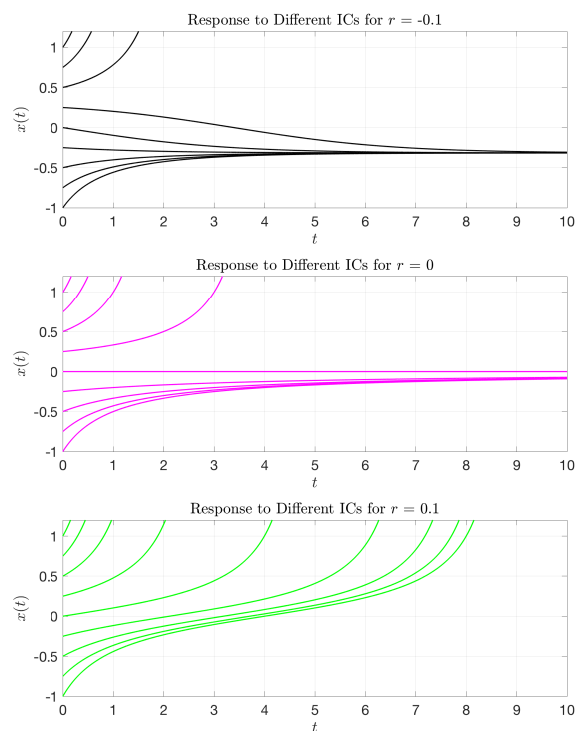 Response to Different ICs for r = -0.1
1
0.5
0
-0.5
-1
x(t)
0 1 2 3 4 5 6 7 8 9 10
t
Response to Different ICs for r = 0
1
0.5
0
-0.5
-1
x(t)
0 1 2 3 4 5 6 7 8 9 10
t
Response to Different ICs for r = 0.1
1
0.5
0
-0.5
-1
x(t)
0 1 2 3 4 5 6 7 8 9 10
t